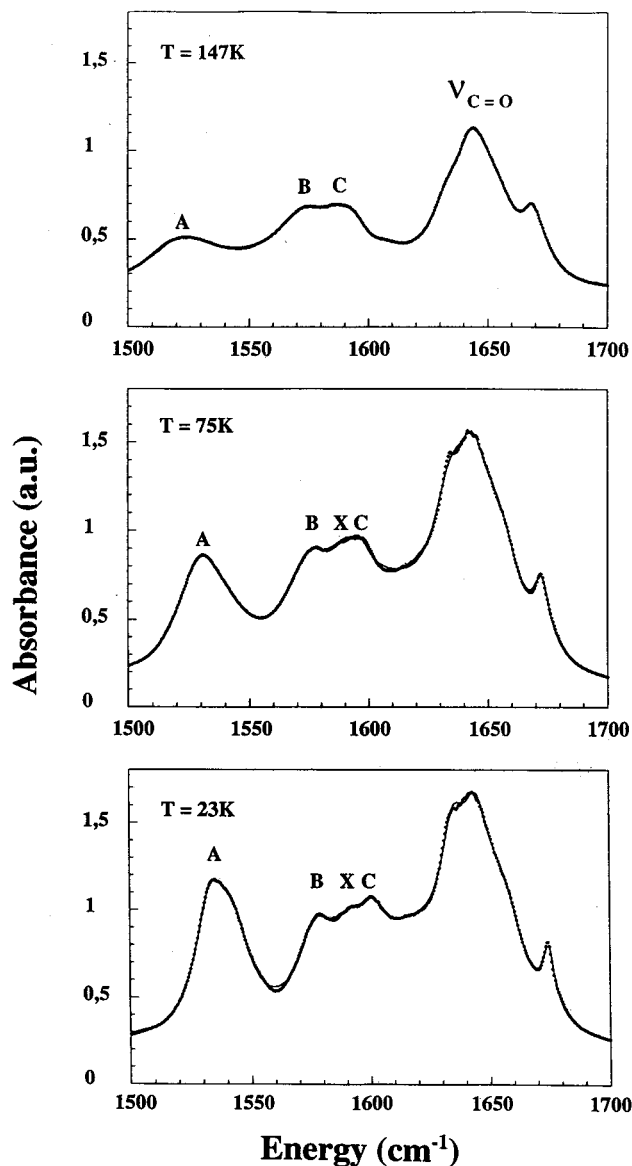 T = 147K
ν C = O
A
B C
1,5
1
0,5
0
1500 1550 1600 1650 1700
T = 75K
A
B X C
1,5
1
0,5
0
1500 1550 1600 1650 1700
T = 23K
A
B X C
1,5
1
0,5
0
1500 1550 1600 1650 1700
Absorbance (a.u.)
Energy (cm⁻¹)